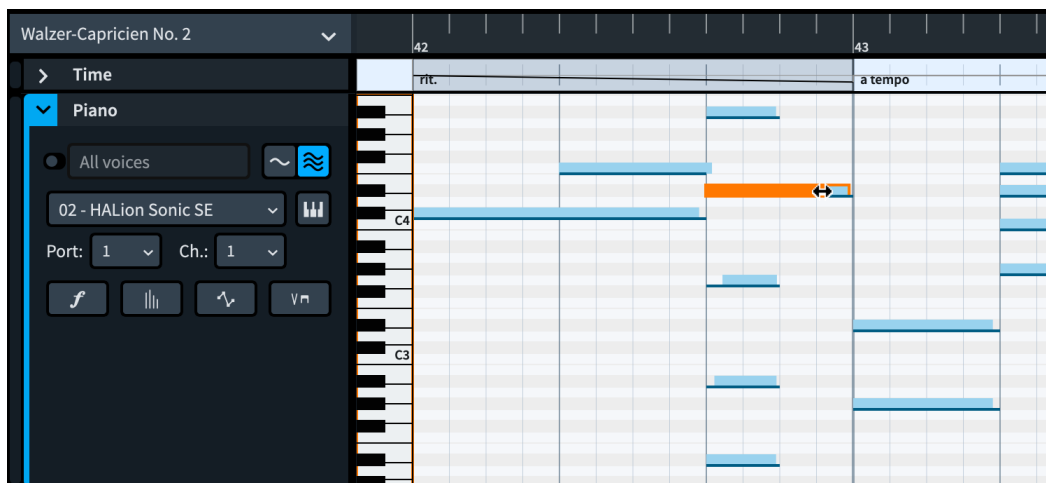 Walzer-Capricien No. 2
42
43
Time
rit.
a tempo
Piano
All voices
02 - HALion Sonic SE
C4
Port:
1
Ch.:
1
f
V
C3